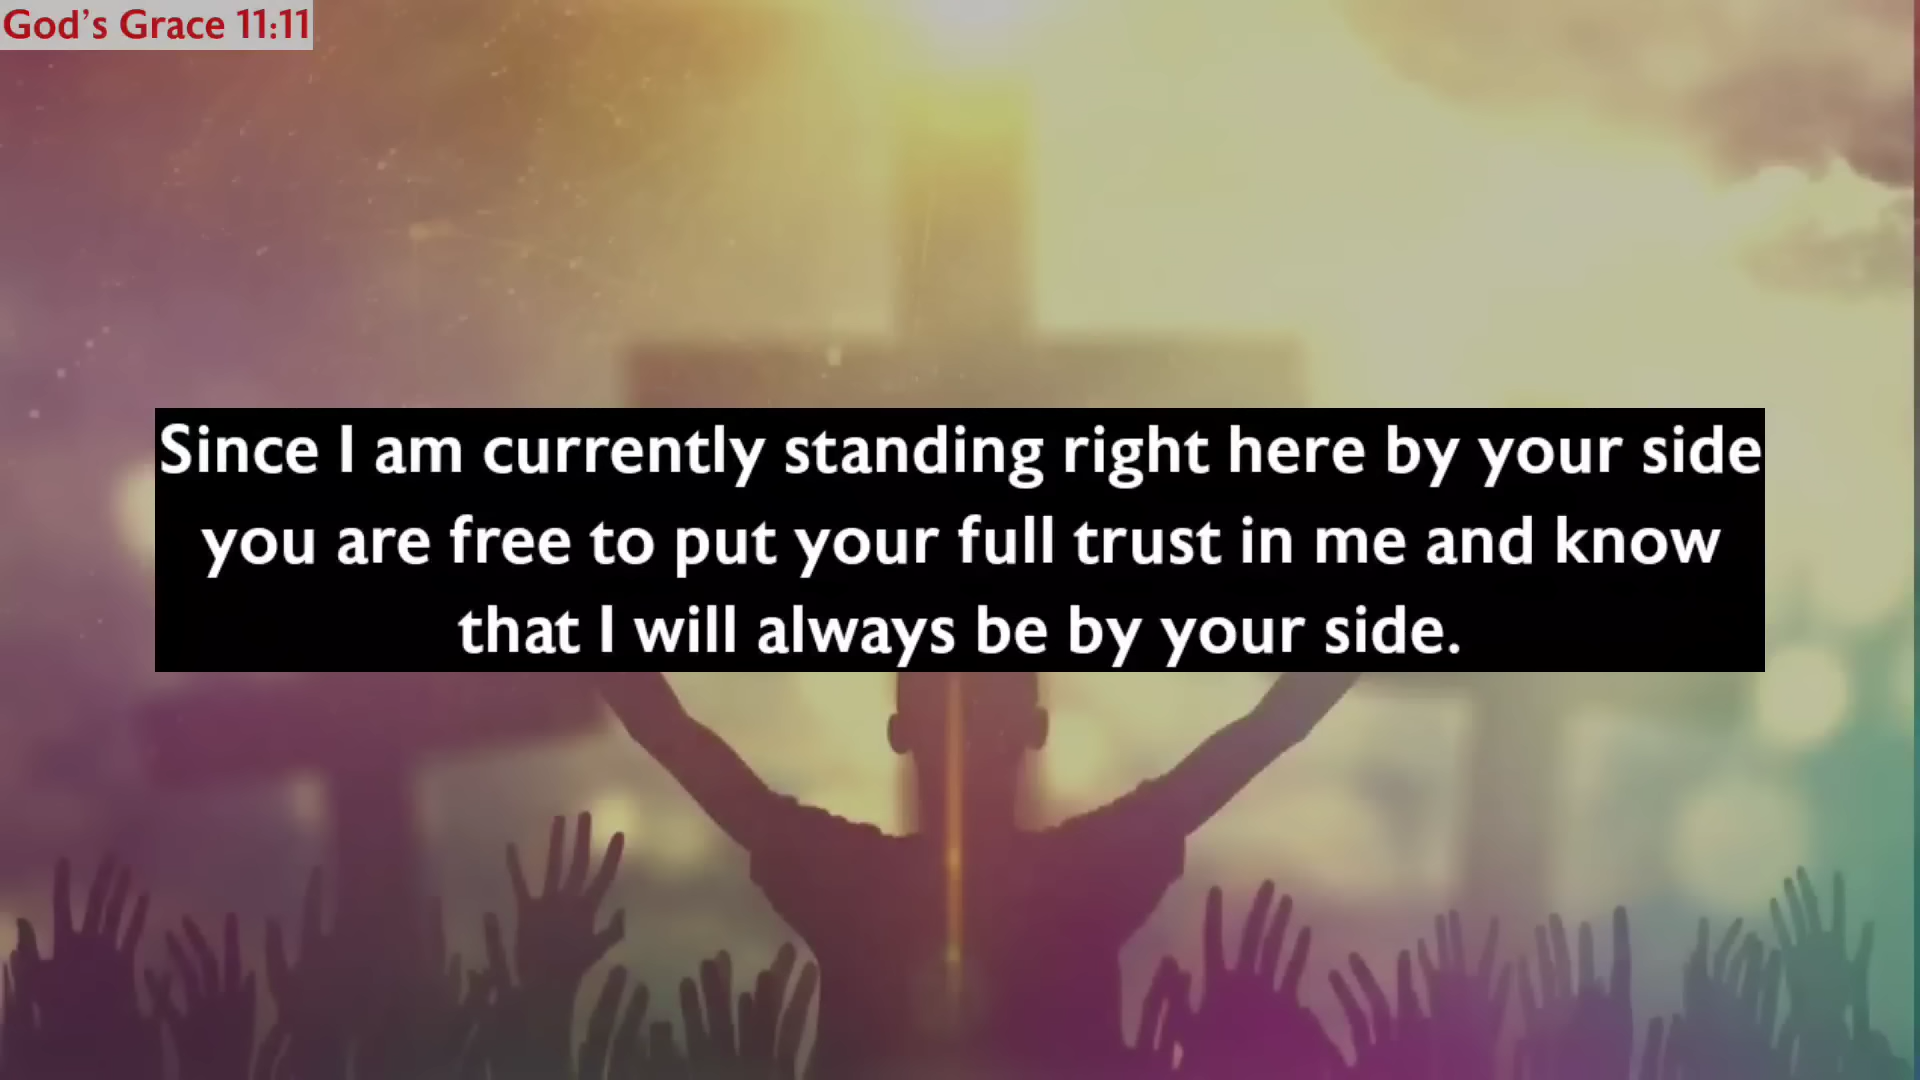 God's Grace 11:11
Since I am currently standing right here by your side
you are free to put your full trust in me and know
that I will always be by your side.